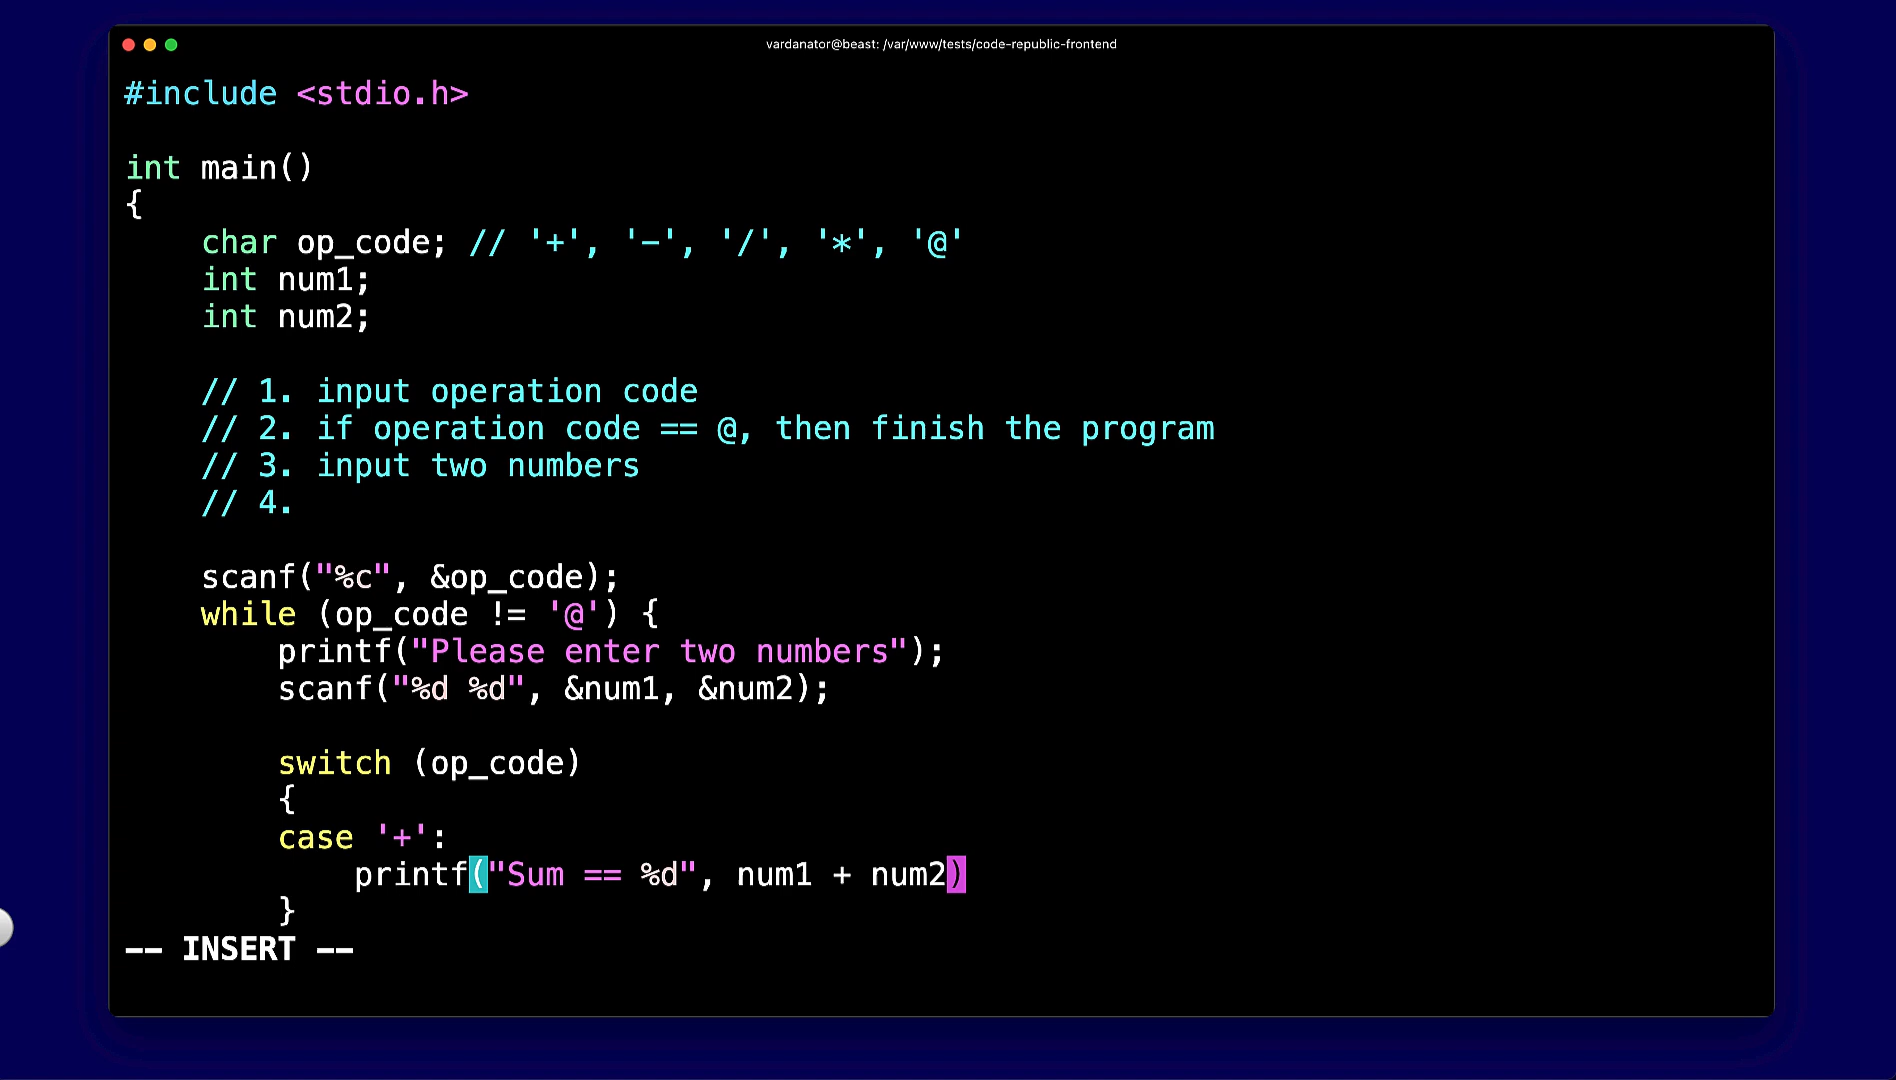 vardanator@beast: /var/www/tests/code-republic-frontend
#include <stdio.h>
int main()
{
    char op_code; // '+', '-', '/', '*', '@'
    int num1;
    int num2;
    // 1. input operation code
    // 2. if operation code == @, then finish the program
    // 3. input two numbers
    // 4.
    scanf("%c", &op_code);
    while (op_code != '@') {
        printf("Please enter two numbers");
        scanf("%d %d", &num1, &num2);
        switch (op_code)
        {
        case '+':
            printf("Sum == %d", num1 + num2)
        }
-- INSERT --